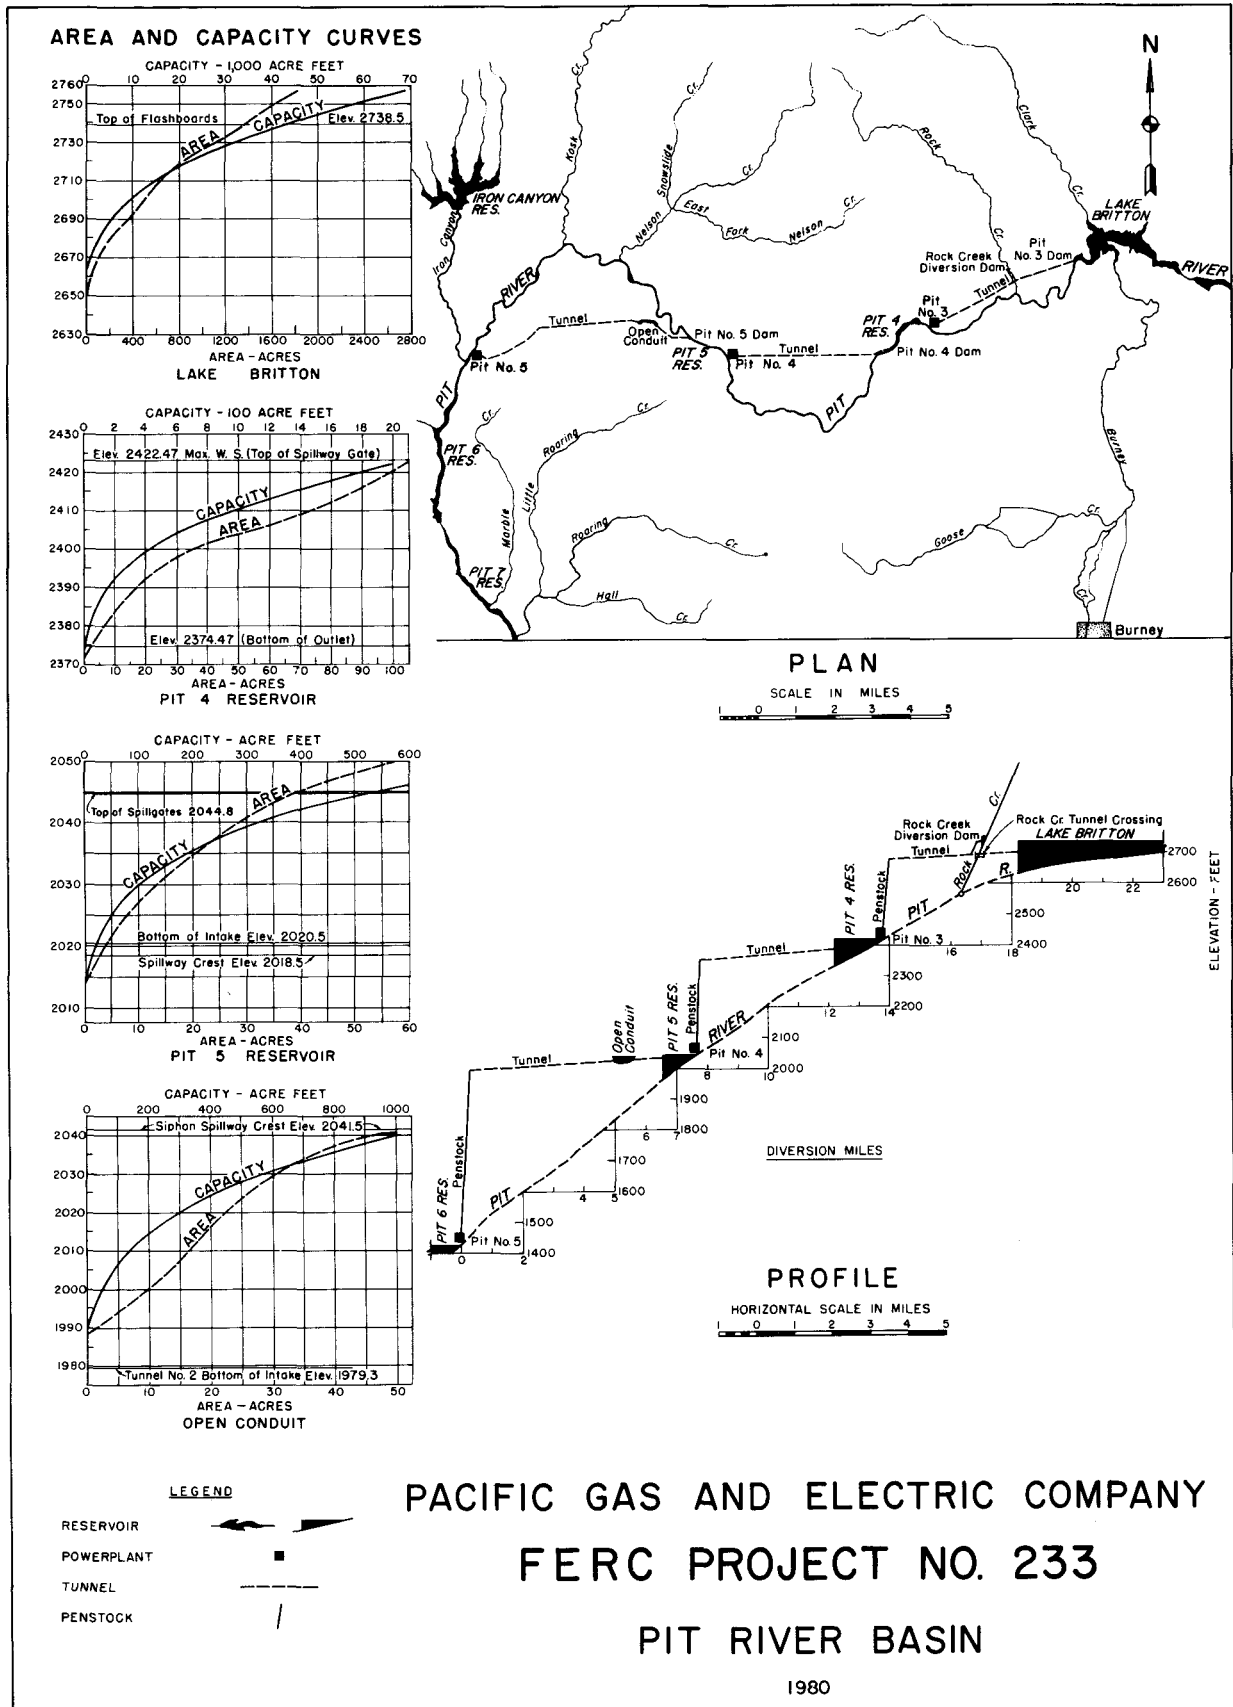 AREA AND CAPACITY CURVES
CAPACITY - 1,000 ACRE FEET
0 10 20 30 40 50 60 70
2760
2750
Top of Flashboards
Elev. 2738.5
AREA
CAPACITY
2730
2710
2690
2670
2650
2630
0 400 800 1200 1600 2000 2400 2800
AREA - ACRES
LAKE BRITTON
CAPACITY - 100 ACRE FEET
0 2 4 6 8 10 12 14 16 18 20
2430
Elev. 2422.47 Max. W. S. (Top of Spillway Gate)
2420
CAPACITY
2410
AREA
2400
2390
2380
Elev. 2374.47 (Bottom of Outlet)
2370
0 10 20 30 40 50 60 70 80 90 100
AREA - ACRES
PIT 4 RESERVOIR
CAPACITY - ACRE FEET
0 100 200 300 400 500 600
2050
AREA
Top of Spillgates 2044.8
2040
CAPACITY
2030
Bottom of Intake Elev. 2020.5
2020
Spillway Crest Elev. 2018.5
2010
0 10 20 30 40 50 60
AREA - ACRES
PIT 5 RESERVOIR
CAPACITY - ACRE FEET
0 200 400 600 800 1000
Siphon Spillway Crest Elev. 2041.5
2040
CAPACITY
2030
2020
AREA
2010
2000
1990
1980
Tunnel No. 2 Bottom of Intake Elev. 1979.3
0 10 20 30 40 50
AREA - ACRES
OPEN CONDUIT
N
Kosk Cr.
Snowslide Cr.
Rock Cr.
Clark Cr.
IRON CANYON
RES.
Iron Canyon
Nelson Cr.
East Fork Nelson Cr.
LAKE
BRITTON
RIVER
Pit
No. 3 Dam
Rock Creek
Diversion Dam
Tunnel
Pit
No. 3
PIT 4
RES.
Pit No. 4 Dam
RIVER
Tunnel
Open
Conduit
Pit No. 5 Dam
PIT 5
RES.
Tunnel
Pit No. 4
Pit No. 5
PIT
PIT
PIT 6
RES.
Marble Cr.
Little Roaring Cr.
Roaring Cr.
Hall Cr.
PIT 7
RES.
Goose Cr.
Burney Cr.
Burney
PLAN
SCALE IN MILES
1 0 1 2 3 4 5
Rock Creek
Diversion Dam
Rock Cr. Tunnel Crossing
LAKE BRITTON
Tunnel
Rock Cr.
2700
2600
20 22
2500
2400
16 18
ELEVATION - FEET
PIT 4 RES.
Penstock
PIT R.
Pit No. 3
Tunnel
2300
2200
12 14
PIT 5 RES.
Penstock
RIVER
Pit No. 4
2100
2000
8 10
Open
Conduit
Tunnel
1900
1800
6 7
1700
1600
4 5
DIVERSION MILES
PIT 6 RES.
Penstock
PIT
Pit No. 5
1500
1400
0 2
PROFILE
HORIZONTAL SCALE IN MILES
1 0 1 2 3 4 5
LEGEND
RESERVOIR
POWERPLANT
TUNNEL
PENSTOCK
PACIFIC GAS AND ELECTRIC COMPANY
FERC PROJECT NO. 233
PIT RIVER BASIN
1980